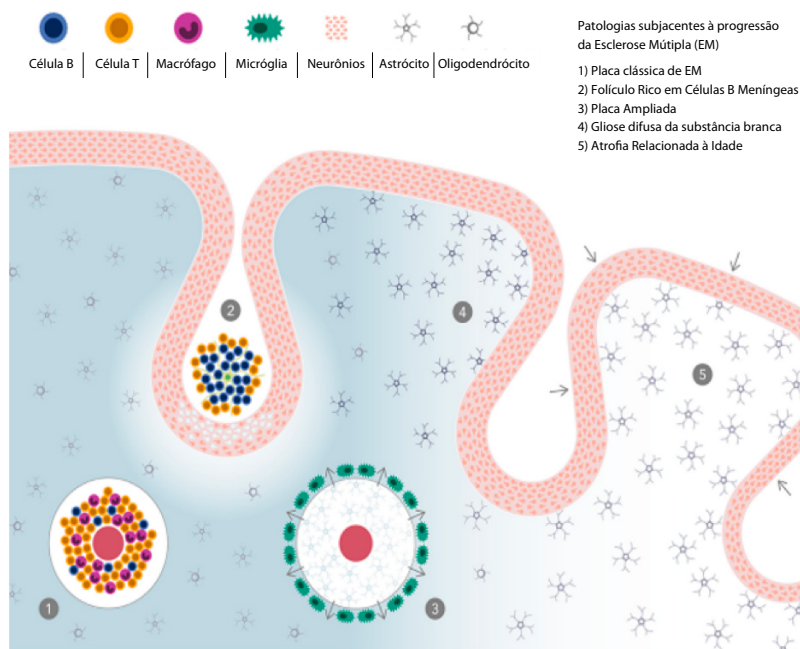 Célula B | Célula T | Macrófago | Micróglia | Neurônios | Astrócito | Oligodendrócito
Patologias subjacentes à progressão
da Esclerose Mútipla (EM)
1) Placa clássica de EM
2) Folículo Rico em Células B Meníngeas
3) Placa Ampliada
4) Gliose difusa da substância branca
5) Atrofia Relacionada à Idade
2
4
5
1
3